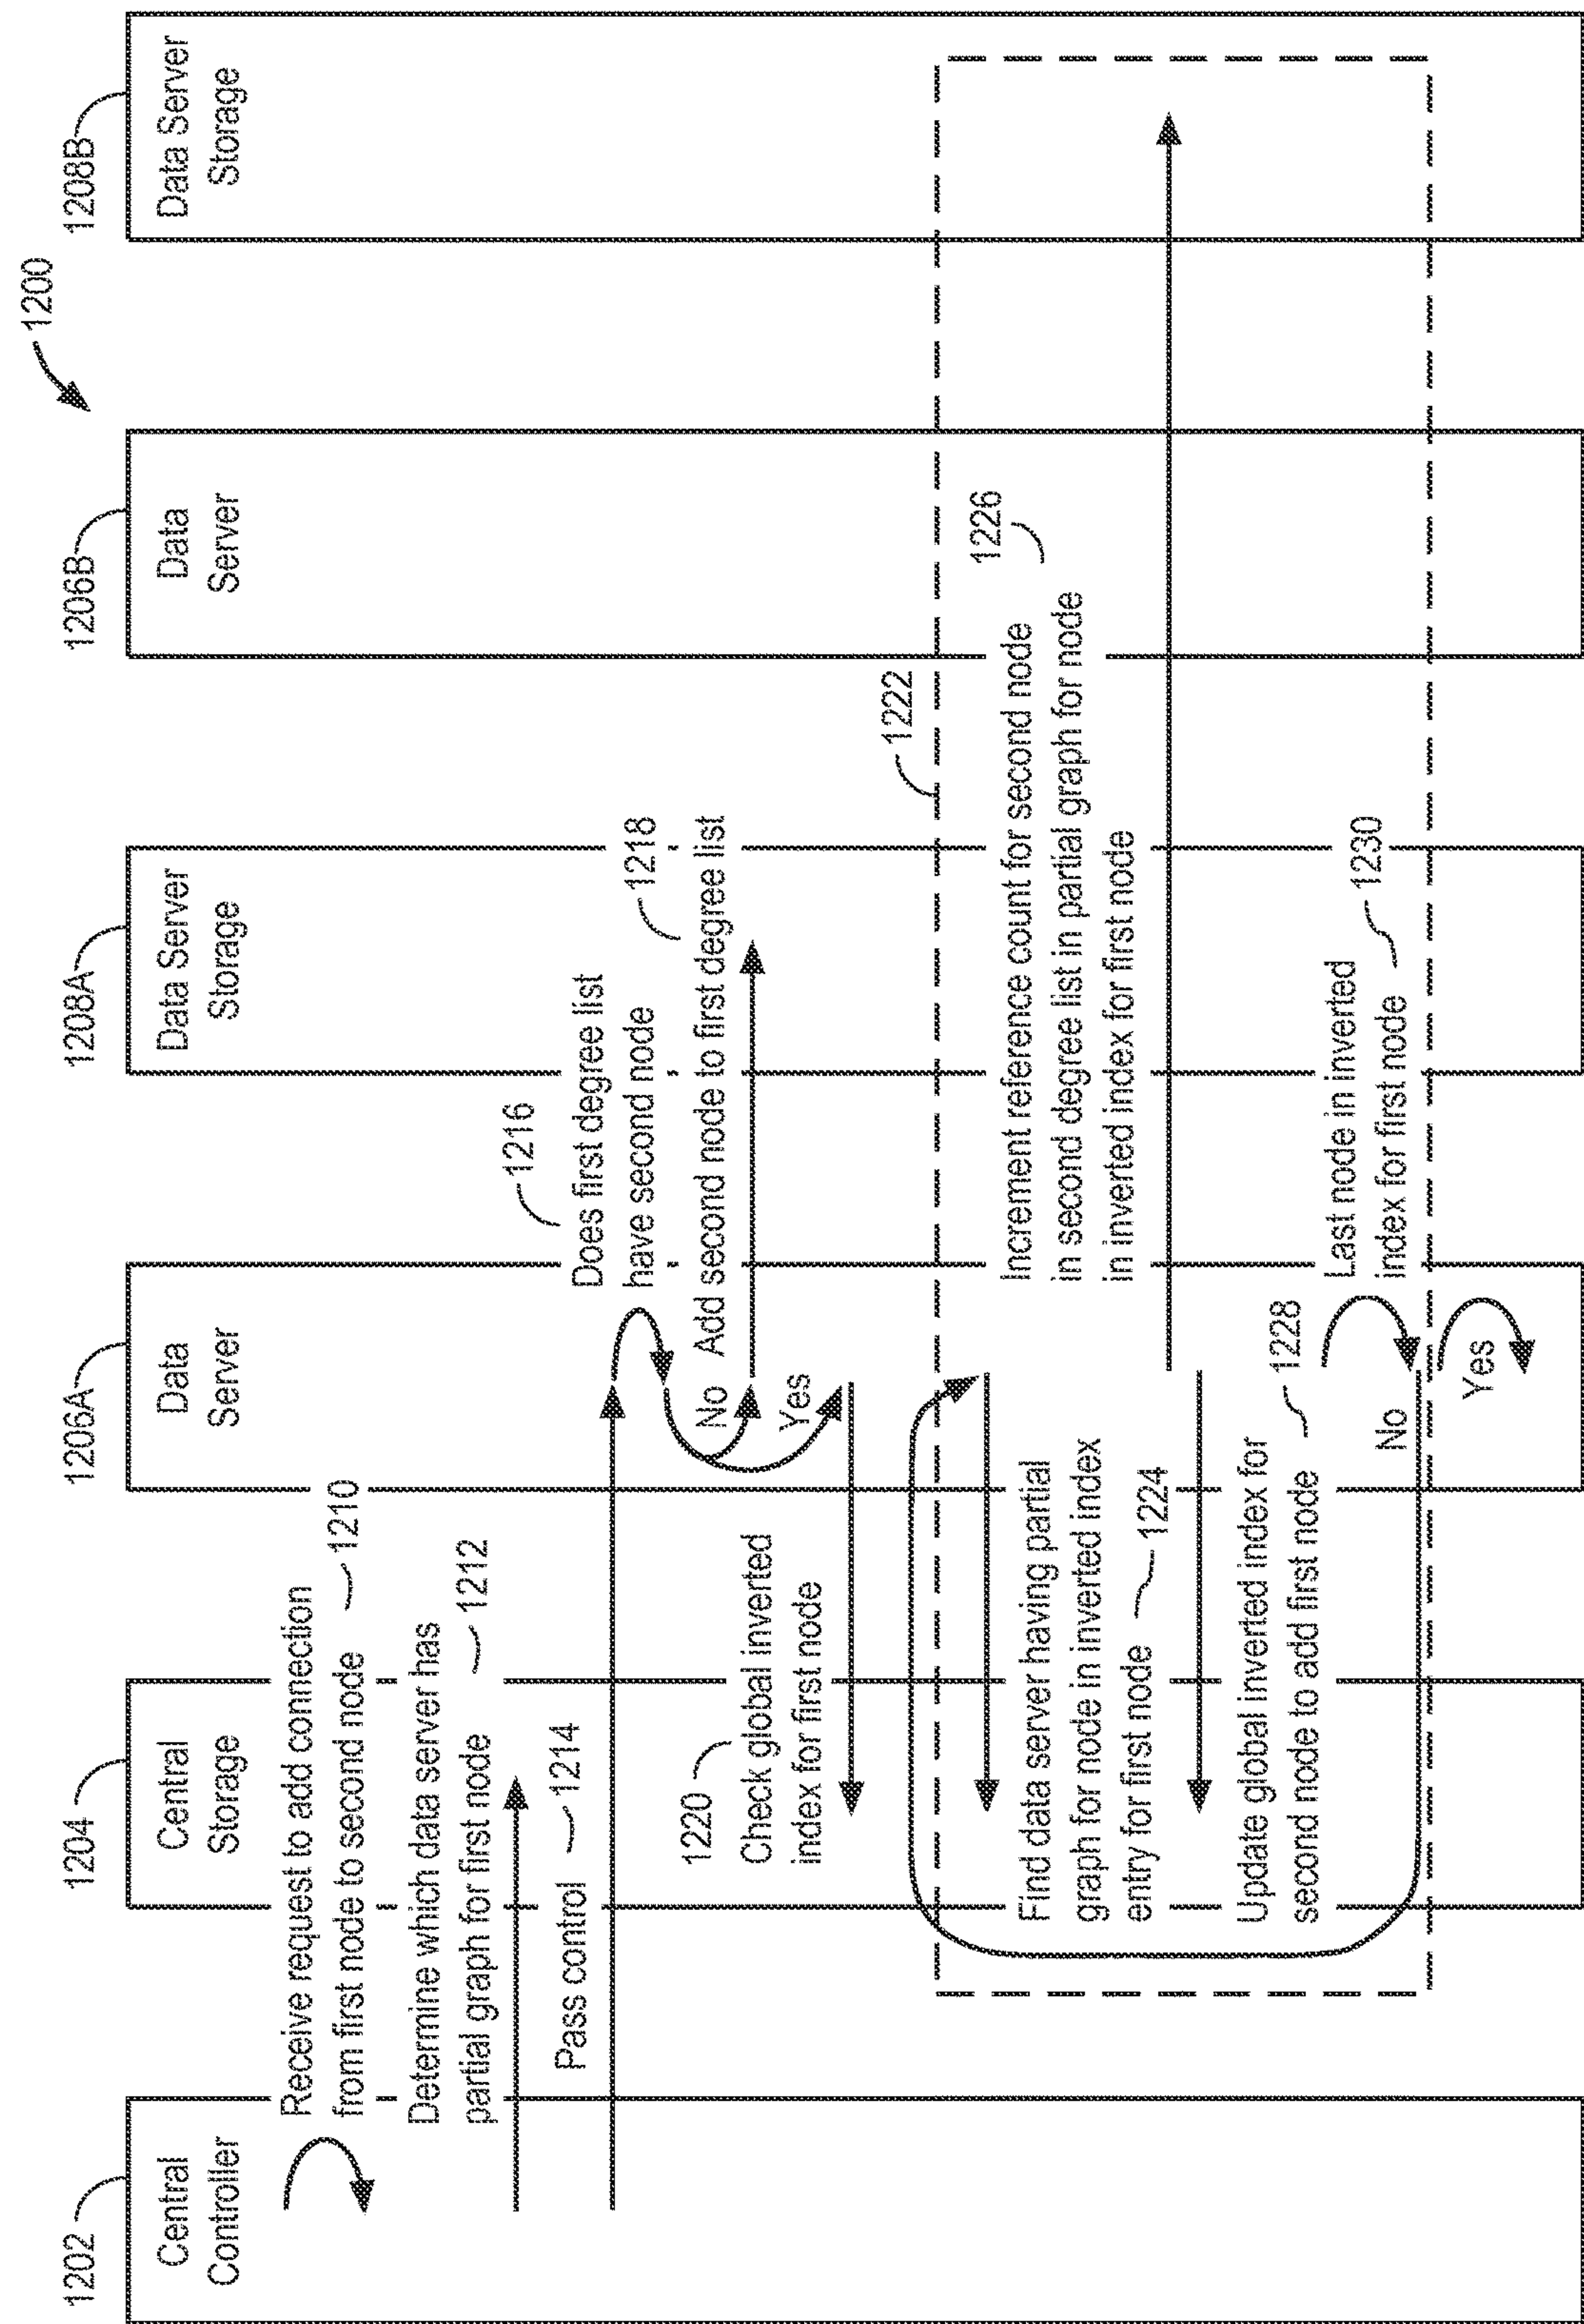 1200
1202
Central
Controller
1204
Central
Storage
1206A
Data
Server
1208A
Data Server
Storage
1206B
Data
Server
1208B
Data Server
Storage
Receive request to add connection
from first node to second node 1210
Determine which data server has
partial graph for first node 1212
Pass control 1214
1216
Does first degree list
have second node
1218
No Add second node to first degree list
Yes
1220
Check global inverted
index for first node
1222
Find data server having partial
graph for node in inverted index
entry for first node 1224
1226
Increment reference count for second node
in second degree list in partial graph for node
in inverted index for first node
1228
Update global inverted index for
second node to add first node
Last node in inverted
index for first node 1230
No
Yes